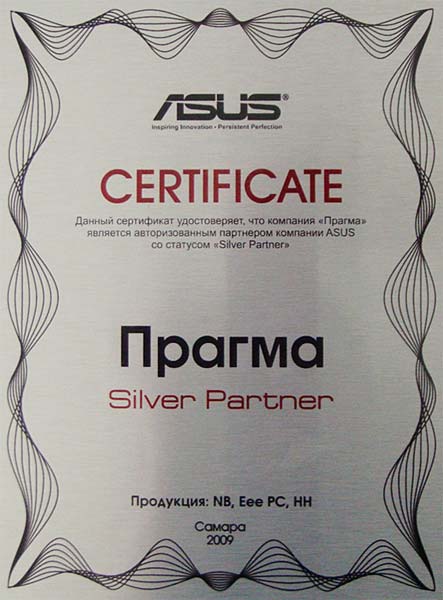 ASUS®
Inspiring Innovation • Persistent Perfection
CERTIFICATE
Данный сертификат удостоверяет, что компания «Прагма»
является авторизованным партнером компании ASUS
со статусом «Silver Partner»
Прагма
Silver Partner
Продукция: NB, Eee PC, HH
Самара
2009